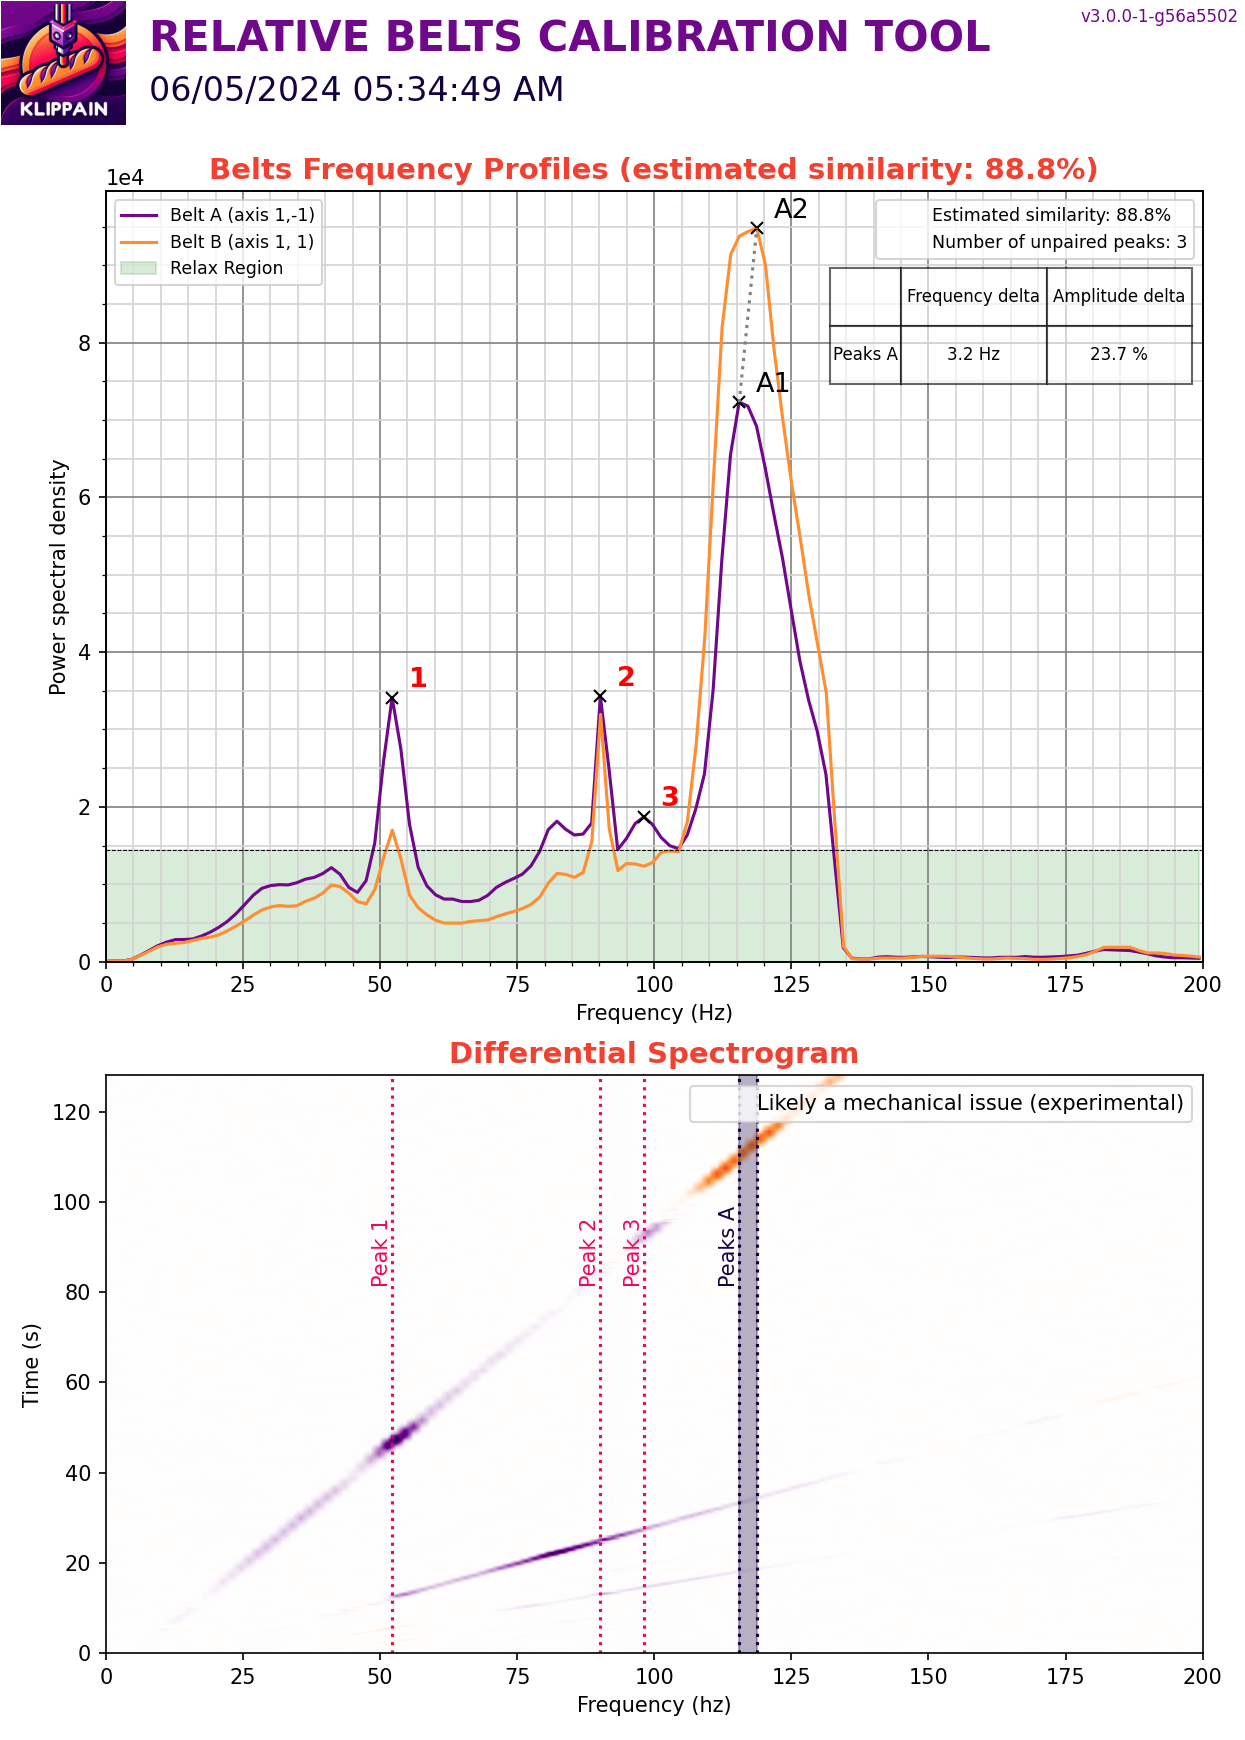 v3.0.0-1-g56a5502
RELATIVE BELTS CALIBRATION TOOL
06/05/2024 05:34:49 AM
KLIPPAIN
Belts Frequency Profiles (estimated similarity: 88.8%)
1e4
Belt A (axis 1,-1)
Belt B (axis 1, 1)
Relax Region
A2
Estimated similarity: 88.8%
Number of unpaired peaks: 3
Frequency delta Amplitude delta
Peaks A 3.2 Hz 23.7 %
A1
1
2
3
8
6
4
2
0
Power spectral density
0 25 50 75 100 125 150 175 200
Frequency (Hz)
Differential Spectrogram
Likely a mechanical issue (experimental)
Peak 1
Peak 2
Peak 3
Peaks A
120
100
80
60
40
20
0
Time (s)
0 25 50 75 100 125 150 175 200
Frequency (hz)